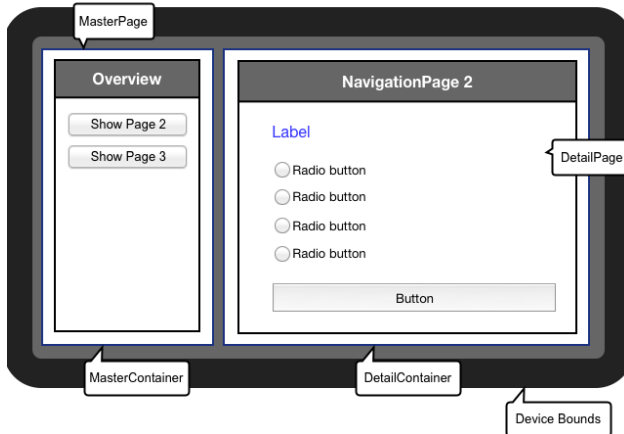 MasterPage
Overview
NavigationPage 2
Show Page 2
Show Page 3
Label
DetailPage
Radio button
Radio button
Radio button
Radio button
Button
MasterContainer
DetailContainer
Device Bounds